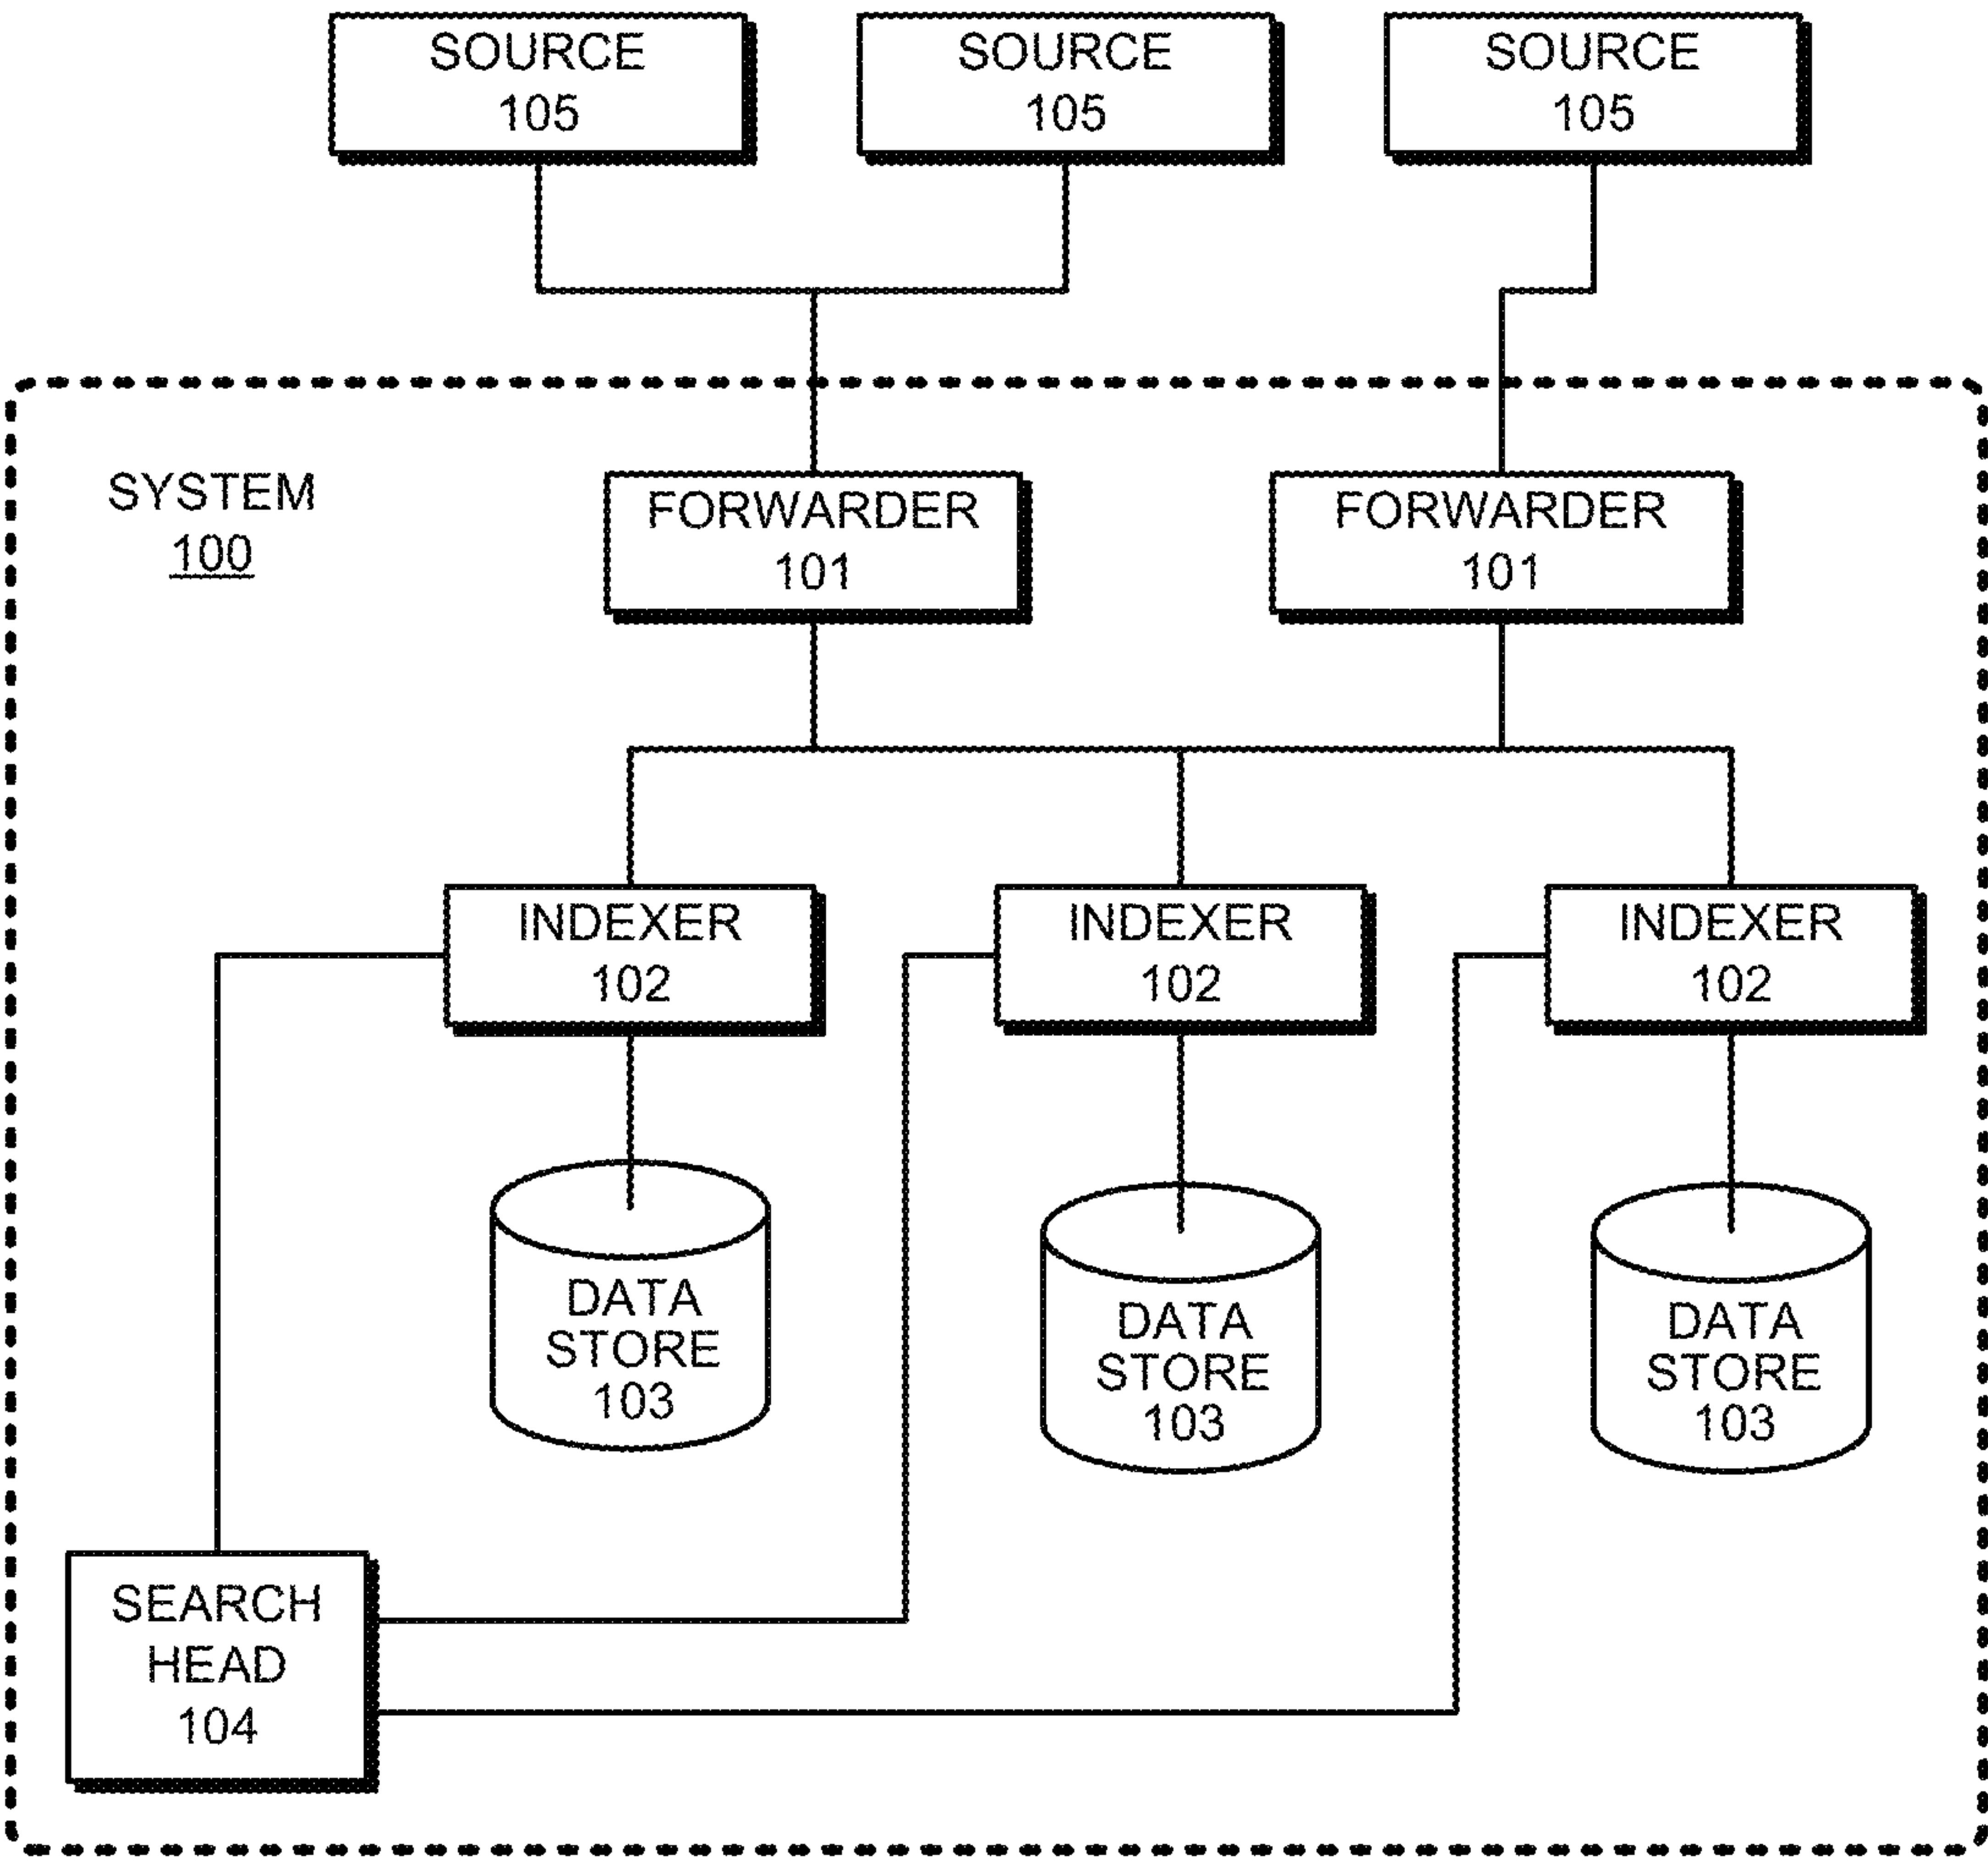 SOURCE
105
SOURCE
105
SOURCE
105
SYSTEM
100
FORWARDER
101
FORWARDER
101
INDEXER
102
INDEXER
102
INDEXER
102
DATA
STORE
103
DATA
STORE
103
DATA
STORE
103
SEARCH
HEAD
104